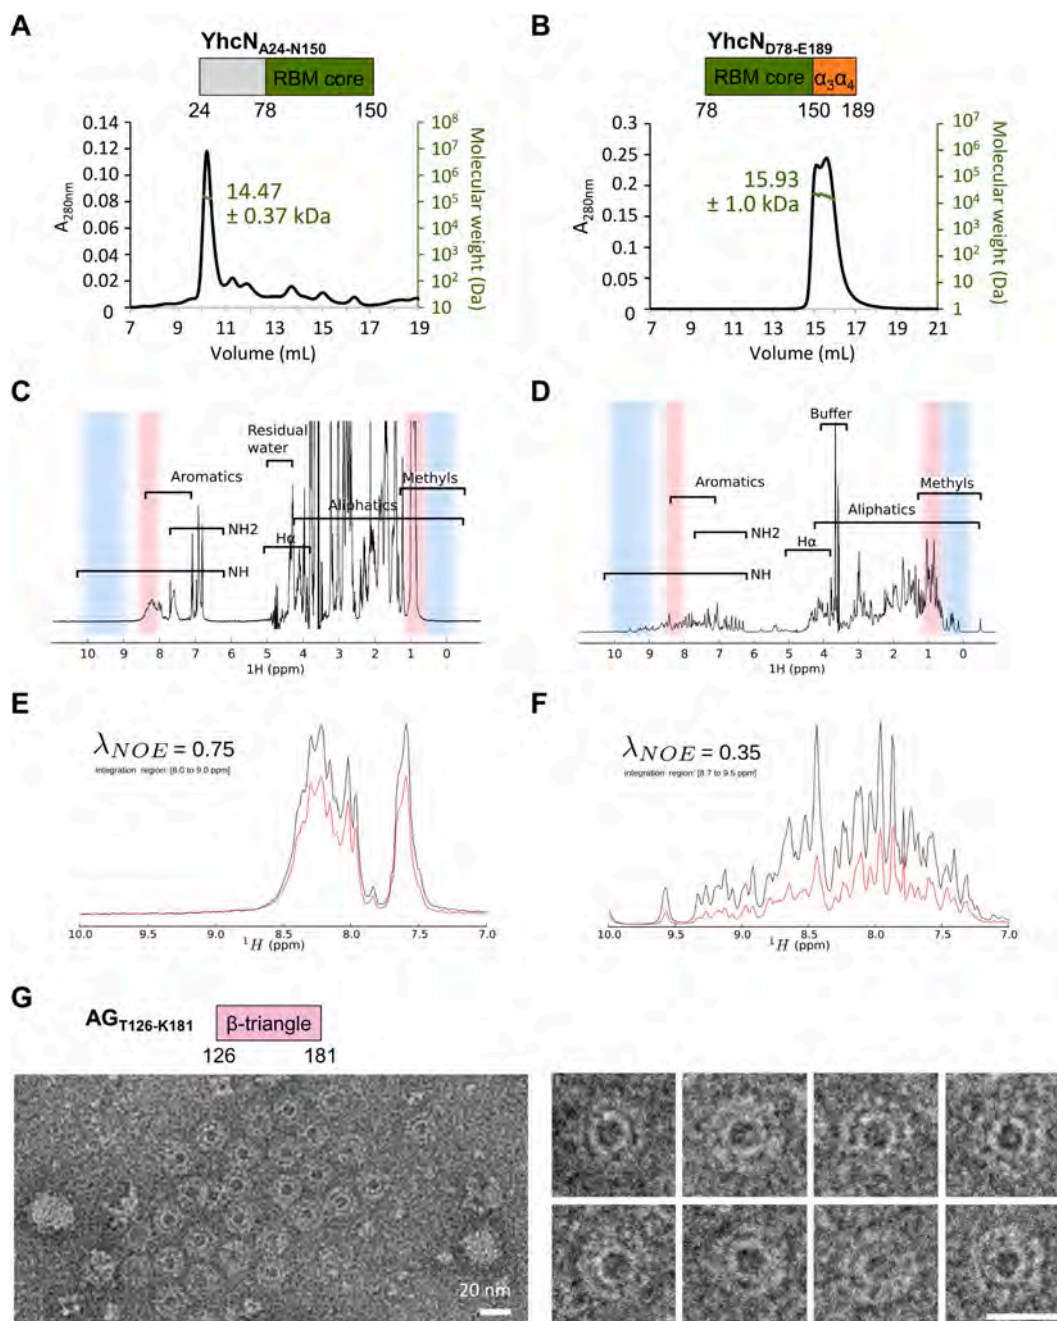 A
YhcN A24-N150
RBM core
24 78 150
0.14
0.12
0.10
0.08
0.06
0.04
0.02
0
A280nm
14.47
± 0.37 kDa
10⁸
10⁷
10⁶
10⁵
10⁴
10³
10²
10
Molecular weight (Da)
7 9 11 13 15 17 19
Volume (mL)
B
YhcN D78-E189
RBM core α3α4
78 150 189
0.3
0.25
0.2
0.15
0.1
0.05
0
A280nm
15.93
± 1.0 kDa
10⁷
10⁶
10⁵
10⁴
10³
10²
10
1
Molecular weight (Da)
7 9 11 13 15 17 19 21
Volume (mL)
C
Residual
water
Aromatics
Methyls
Aliphatics
NH2
Hα
NH
10 9 8 7 6 5 4 3 2 1 0
1H (ppm)
D
Buffer
Aromatics
Methyls
Aliphatics
NH2
Hα
NH
10 9 8 7 6 5 4 3 2 1 0
1H (ppm)
E
λNOE = 0.75
integration region: [8.0 to 9.0 ppm]
10.0 9.5 9.0 8.5 8.0 7.5 7.0
¹H (ppm)
F
λNOE = 0.35
integration region: [8.7 to 9.5 ppm]
10.0 9.5 9.0 8.5 8.0 7.5 7.0
¹H (ppm)
G
AG T126-K181
β-triangle
126 181
20 nm